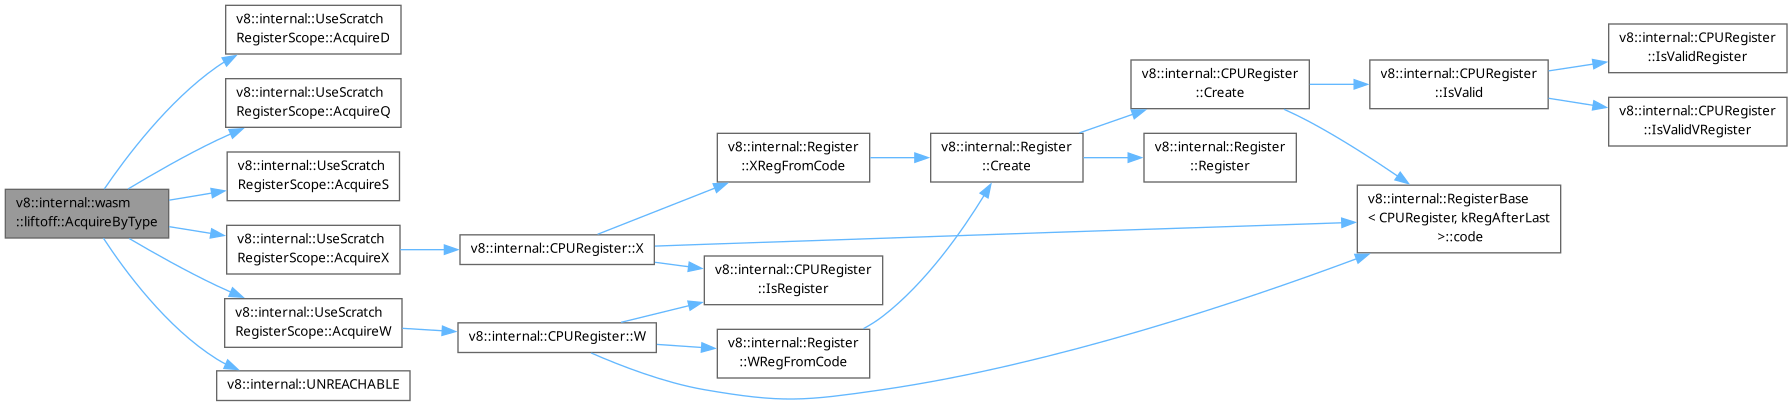 v8::internal::wasm
::liftoff::AcquireByType
v8::internal::UseScratch
RegisterScope::AcquireD
v8::internal::UseScratch
RegisterScope::AcquireQ
v8::internal::UseScratch
RegisterScope::AcquireS
v8::internal::UseScratch
RegisterScope::AcquireX
v8::internal::UseScratch
RegisterScope::AcquireW
v8::internal::UNREACHABLE
v8::internal::CPURegister::X
v8::internal::CPURegister::W
v8::internal::Register
::XRegFromCode
v8::internal::CPURegister
::IsRegister
v8::internal::Register
::WRegFromCode
v8::internal::Register
::Create
v8::internal::CPURegister
::Create
v8::internal::Register
::Register
v8::internal::RegisterBase
< CPURegister, kRegAfterLast
>::code
v8::internal::CPURegister
::IsValid
v8::internal::CPURegister
::IsValidRegister
v8::internal::CPURegister
::IsValidVRegister